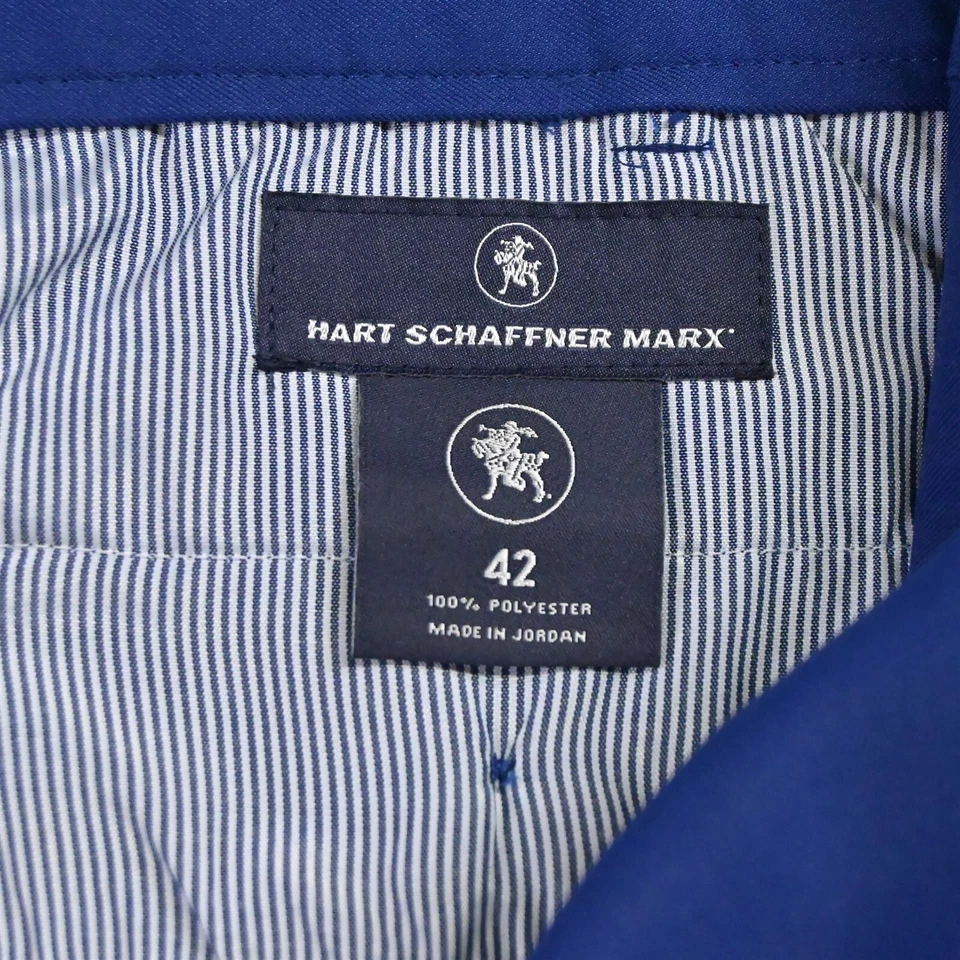 HART SCHAFFNER MARX®
42
100% POLYESTER
MADE IN JORDAN